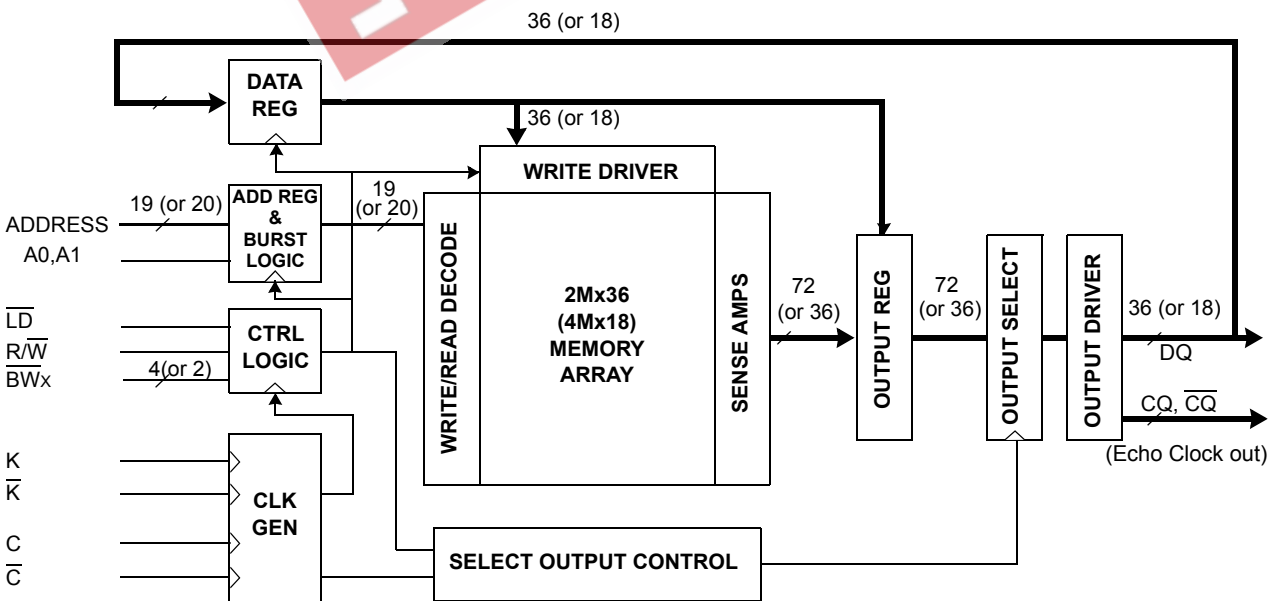 36 (or 18)
DATA
REG
36 (or 18)
WRITE DRIVER
ADDRESS
A0,A1
19 (or 20)
ADD REG
&
BURST
LOGIC
19
(or 20)
WRITE/READ DECODE
2Mx36
(4Mx18)
MEMORY
ARRAY
SENSE AMPS
72
(or 36)
OUTPUT REG
72
(or 36)
OUTPUT SELECT
OUTPUT DRIVER
36 (or 18)
DQ
CQ, C̅Q̅
(Echo Clock out)
L̅D̅
R/W̅
B̅W̅x
4(or 2)
CTRL
LOGIC
K
K̅
C
C̅
CLK
GEN
SELECT OUTPUT CONTROL